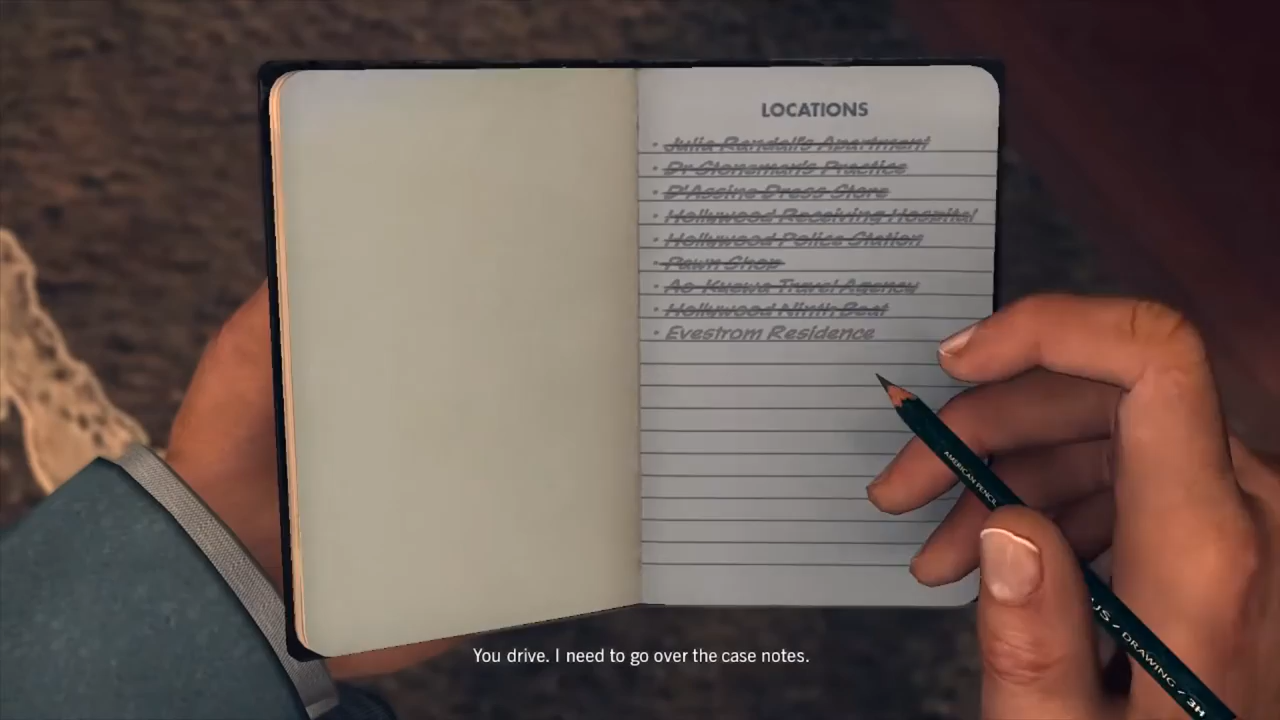 LOCATIONS
· Julia Randall's Apartment
· Dr Stoneman's Practice
· D'Assine Dress Store
· Hollywood Receiving Hospital
· Hollywood Police Station
· Pawn Shop
· Ao Kuewa Travel Agency
· Hollywood Ninth Beat
· Evestrom Residence
AMERICAN PENCIL
US / DRAWING / 3H
You drive. I need to go over the case notes.